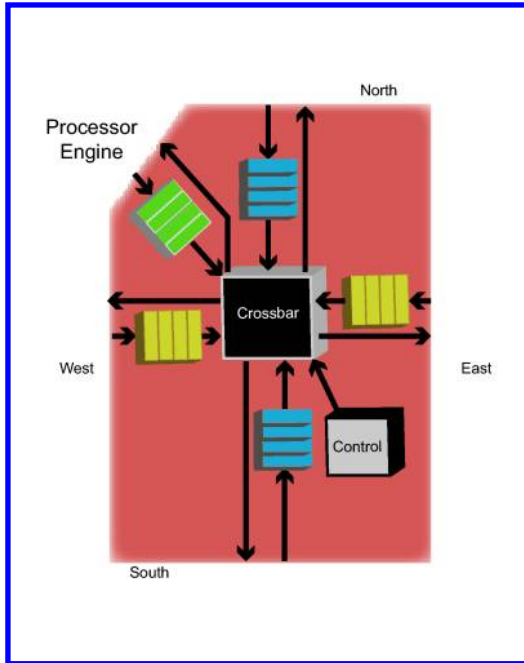 North
Processor
Engine
Crossbar
West
East
Control
South